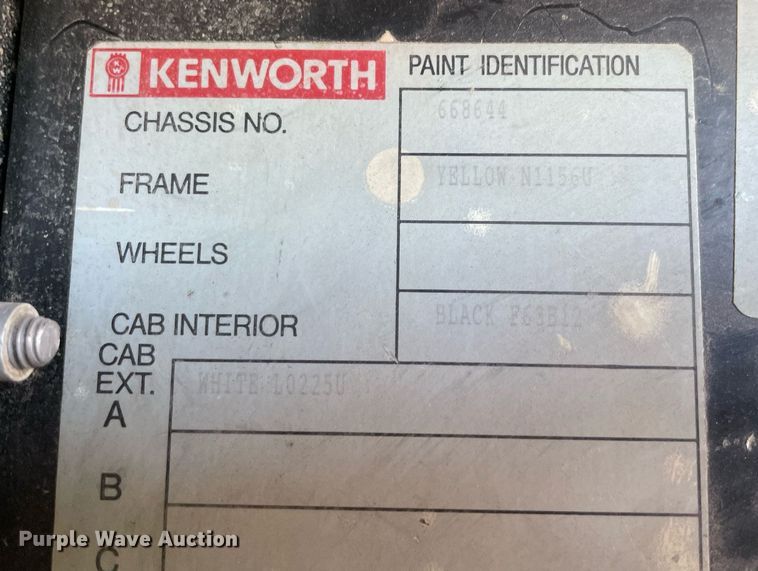 KENWORTH PAINT IDENTIFICATION
CHASSIS NO. 668644
FRAME YELLOW N1156U
WHEELS
CAB INTERIOR BLACK F63B12
CAB
EXT.
A WHITE L0225U
B
C
Purple Wave Auction